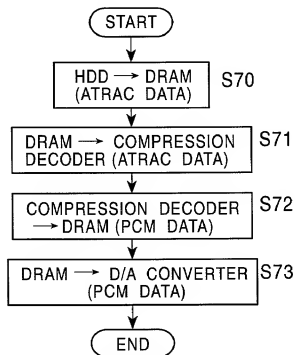 START
HDD → DRAM
(ATRAC DATA)
S70
DRAM → COMPRESSION
DECODER (ATRAC DATA)
S71
COMPRESSION DECODER
→ DRAM (PCM DATA)
S72
DRAM → D/A CONVERTER
(PCM DATA)
S73
END